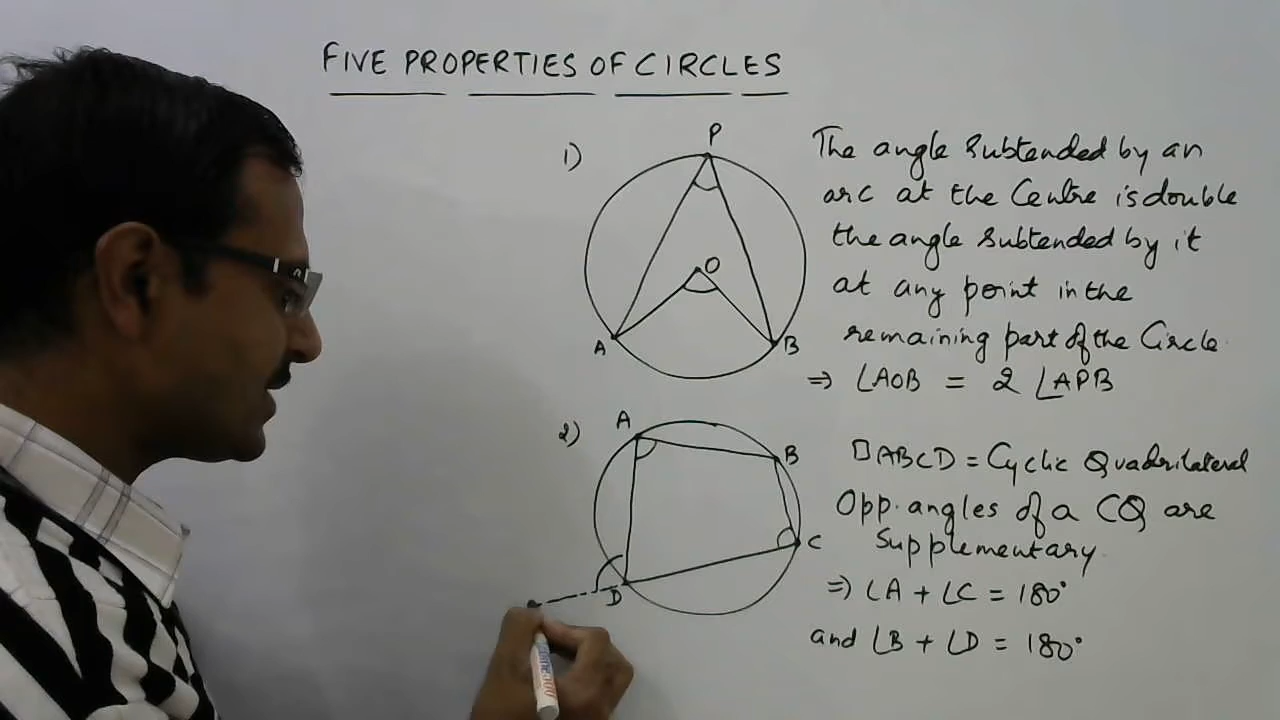 FIVE PROPERTIES OF CIRCLES
1)
P
O
A
B
The angle subtended by an
arc at the Centre is double
the angle subtended by it
at any point in the
remaining part of the Circle.
⇒ ∠AOB = 2 ∠APB
2)
A
B
C
D
□ABCD = Cyclic Quadrilateral
Opp. angles of a CQ are
Supplementary.
⇒ ∠A + ∠C = 180°
and ∠B + ∠D = 180°